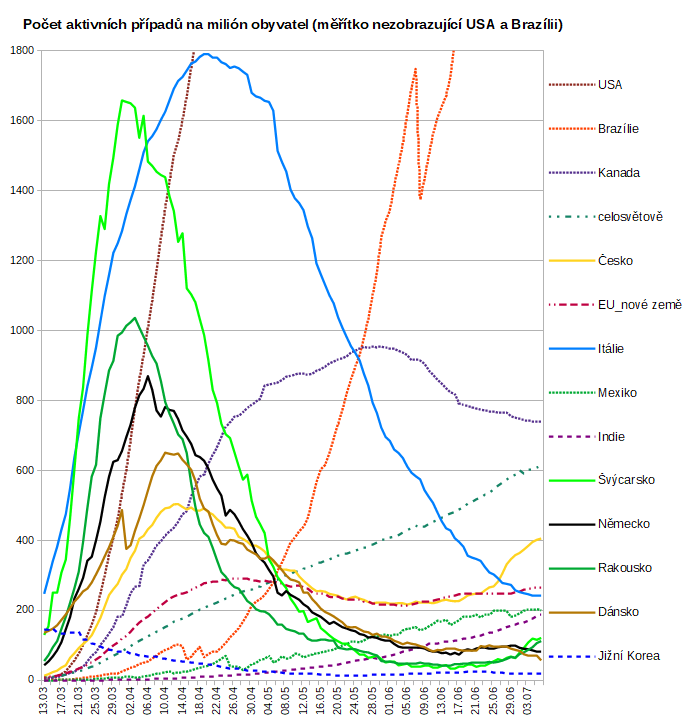 Počet aktivních případů na milión obyvatel (měřítko nezobrazující USA a Brazílii)
1800
1600
1400
1200
1000
800
600
400
200
0
13.03
17.03
21.03
25.03
29.03
02.04
06.04
10.04
14.04
18.04
22.04
26.04
30.04
04.05
08.05
12.05
16.05
20.05
24.05
28.05
01.06
05.06
09.06
13.06
17.06
21.06
25.06
29.06
03.07
USA
Brazílie
Kanada
celosvětově
Česko
EU_nové země
Itálie
Mexiko
Indie
Švýcarsko
Německo
Rakousko
Dánsko
Jižní Korea